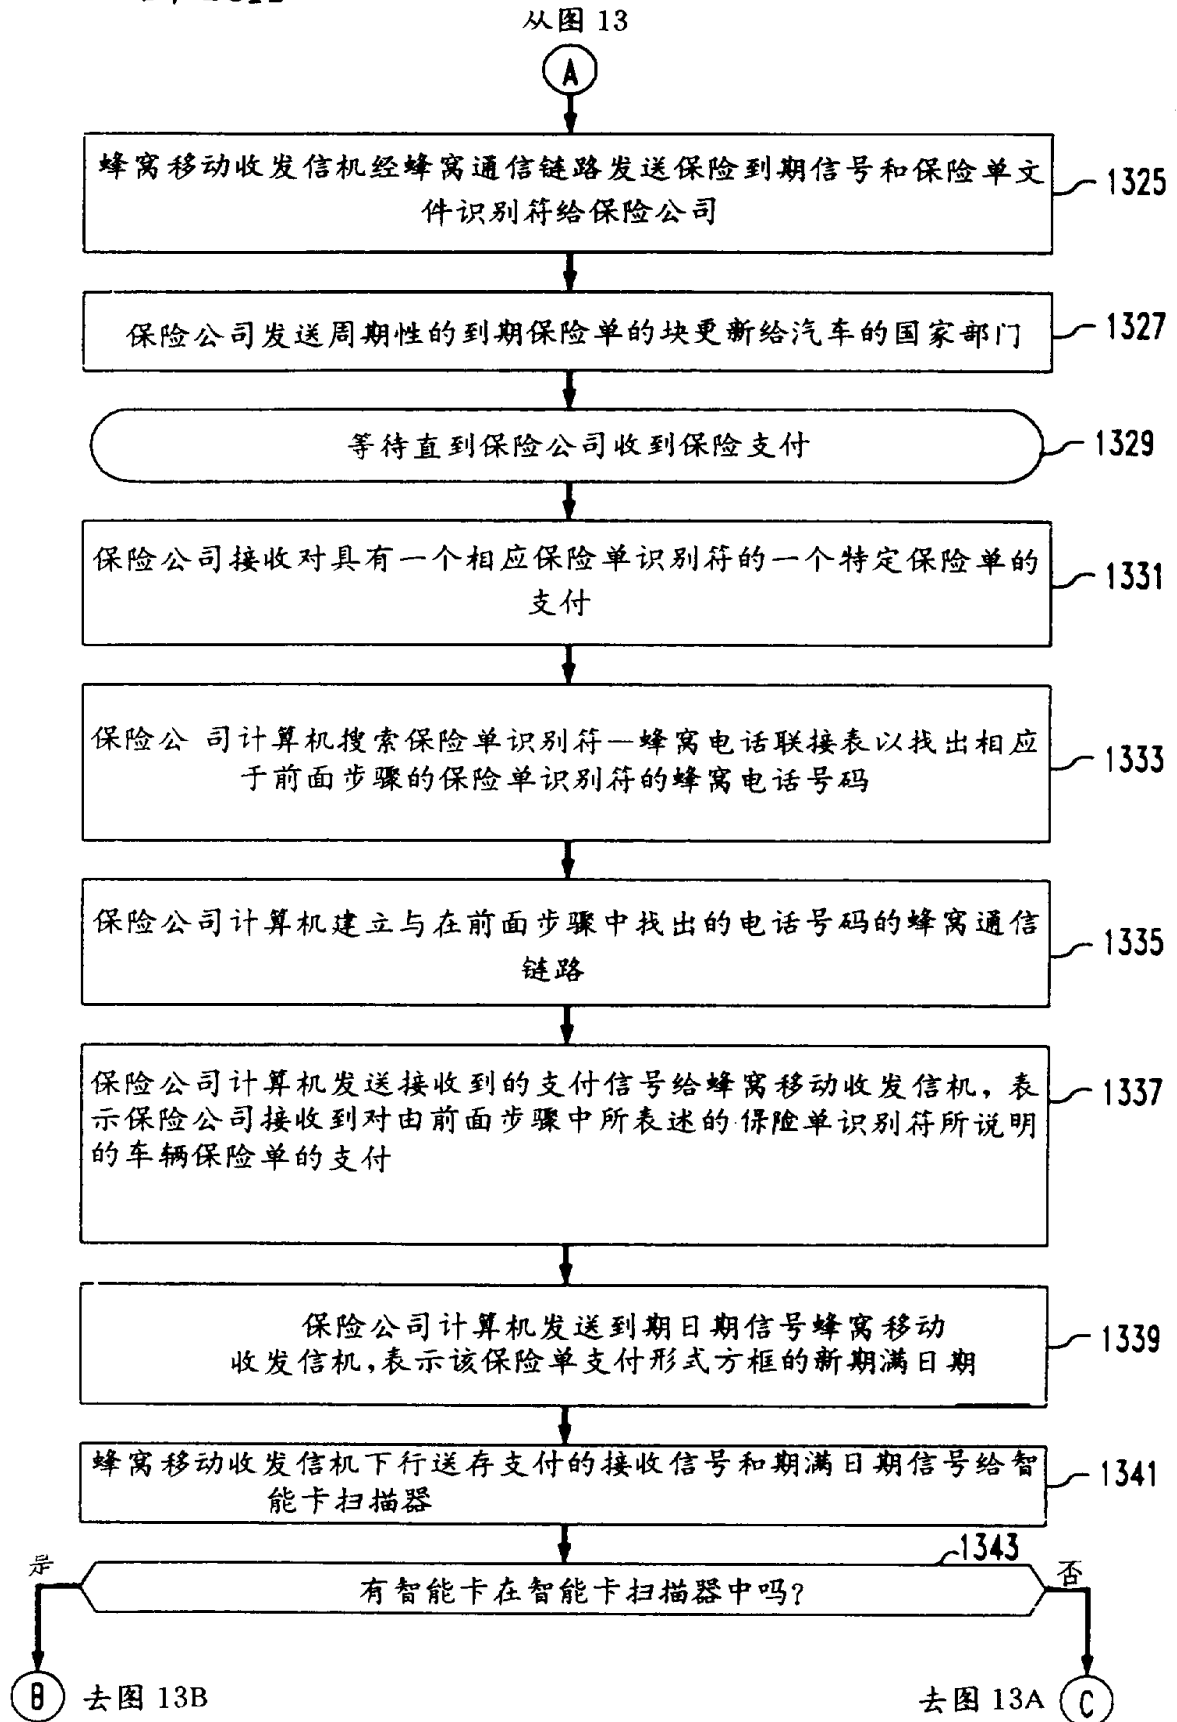 从图 13
A
蜂窝移动收发信机经蜂窝通信链路发送保险到期信号和保险单文
件识别符给保险公司
1325
保险公司发送周期性的到期保险单的块更新给汽车的国家部门
1327
等待直到保险公司收到保险支付
1329
保险公司接收对具有一个相应保险单识别符的一个特定保险单的
支付
1331
保险公 司计算机搜索保险单识别符—蜂窝电话联接表以找出相应
于前面步骤的保险单识别符的蜂窝电话号码
1333
保险公司计算机建立与在前面步骤中找出的电话号码的蜂窝通信
链路
1335
保险公司计算机发送接收到的支付信号给蜂窝移动收发信机，表
示保险公司接收到对由前面步骤中所表述的保险单识别符所说明
的车辆保险单的支付
1337
保险公司计算机发送到期日期信号蜂窝移动
收发信机，表示该保险单支付形式方框的新期满日期
1339
蜂窝移动收发信机下行送存支付的接收信号和期满日期信号给智
能卡扫描器
1341
1343
是
有智能卡在智能卡扫描器中吗？
否
B 去图 13B
去图 13A C